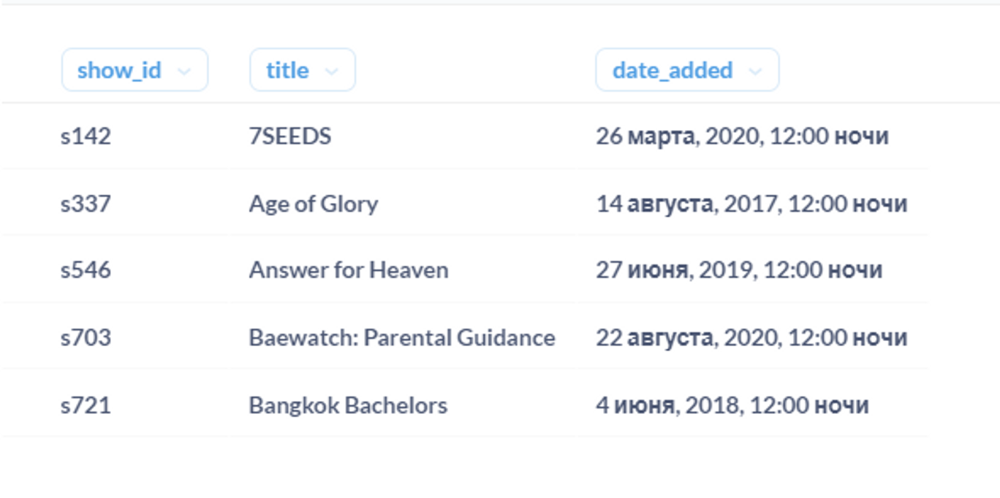 show_id title date_added
s142 7SEEDS 26 марта, 2020, 12:00 ночи
s337 Age of Glory 14 августа, 2017, 12:00 ночи
s546 Answer for Heaven 27 июня, 2019, 12:00 ночи
s703 Baewatch: Parental Guidance 22 августа, 2020, 12:00 ночи
s721 Bangkok Bachelors 4 июня, 2018, 12:00 ночи